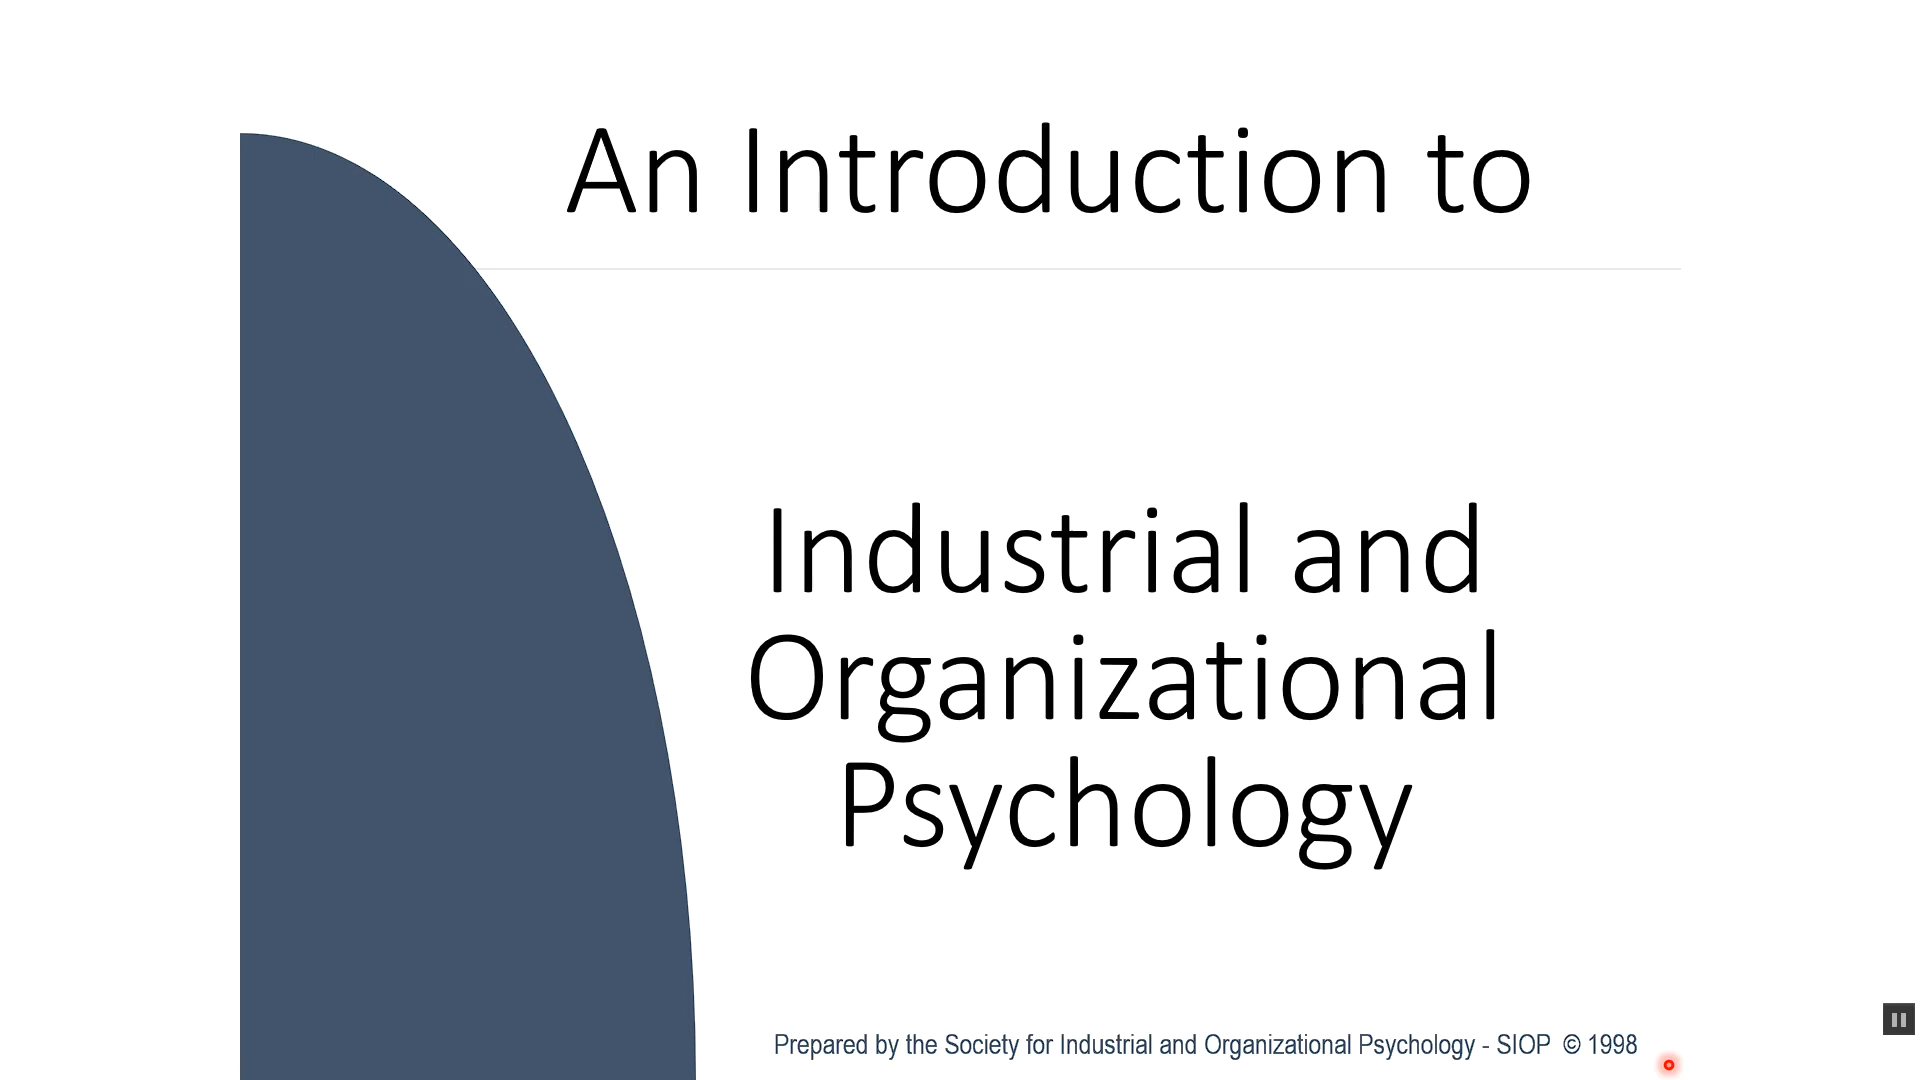 An Introduction to
Industrial and
Organizational
Psychology
Prepared by the Society for Industrial and Organizational Psychology - SIOP © 1998